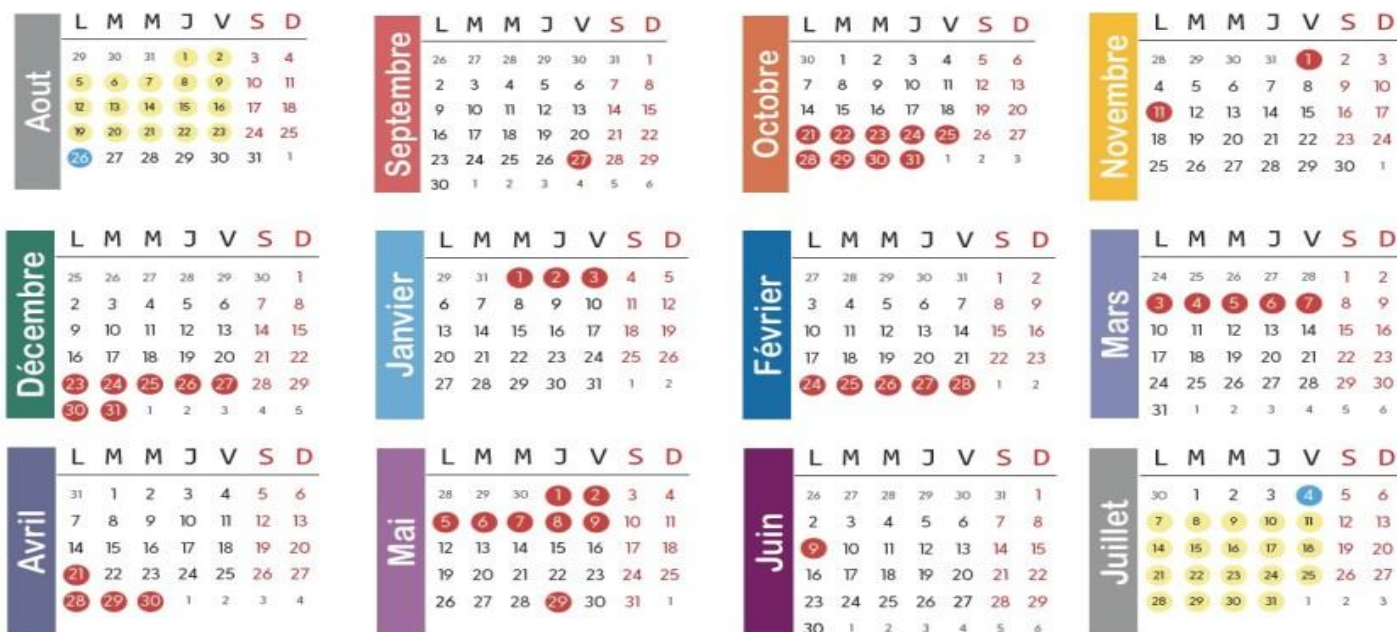 Aout
L M M J V S D
29 30 31 1 2 3 4
5 6 7 8 9 10 11
12 13 14 15 16 17 18
19 20 21 22 23 24 25
26 27 28 29 30 31 1
Septembre
L M M J V S D
26 27 28 29 30 31 1
2 3 4 5 6 7 8
9 10 11 12 13 14 15
16 17 18 19 20 21 22
23 24 25 26 27 28 29
30 1 2 3 4 5 6
Octobre
L M M J V S D
30 1 2 3 4 5 6
7 8 9 10 11 12 13
14 15 16 17 18 19 20
21 22 23 24 25 26 27
28 29 30 31 1 2 3
Novembre
L M M J V S D
28 29 30 31 1 2 3
4 5 6 7 8 9 10
11 12 13 14 15 16 17
18 19 20 21 22 23 24
25 26 27 28 29 30 1
Décembre
L M M J V S D
25 26 27 28 29 30 1
2 3 4 5 6 7 8
9 10 11 12 13 14 15
16 17 18 19 20 21 22
23 24 25 26 27 28 29
30 31 1 2 3 4 5
Janvier
L M M J V S D
29 31 1 2 3 4 5
6 7 8 9 10 11 12
13 14 15 16 17 18 19
20 21 22 23 24 25 26
27 28 29 30 31 1 2
Février
L M M J V S D
27 28 29 30 31 1 2
3 4 5 6 7 8 9
10 11 12 13 14 15 16
17 18 19 20 21 22 23
24 25 26 27 28 1 2
Mars
L M M J V S D
24 25 26 27 28 1 2
3 4 5 6 7 8 9
10 11 12 13 14 15 16
17 18 19 20 21 22 23
24 25 26 27 28 29 30
31 1 2 3 4 5 6
Avril
L M M J V S D
31 1 2 3 4 5 6
7 8 9 10 11 12 13
14 15 16 17 18 19 20
21 22 23 24 25 26 27
28 29 30 1 2 3 4
Mai
L M M J V S D
28 29 30 1 2 3 4
5 6 7 8 9 10 11
12 13 14 15 16 17 18
19 20 21 22 23 24 25
26 27 28 29 30 31 1
Juin
L M M J V S D
26 27 28 29 30 31 1
2 3 4 5 6 7 8
9 10 11 12 13 14 15
16 17 18 19 20 21 22
23 24 25 26 27 28 29
30 1 2 3 4 5 6
Juillet
L M M J V S D
30 1 2 3 4 5 6
7 8 9 10 11 12 13
14 15 16 17 18 19 20
21 22 23 24 25 26 27
28 29 30 31 1 2 3